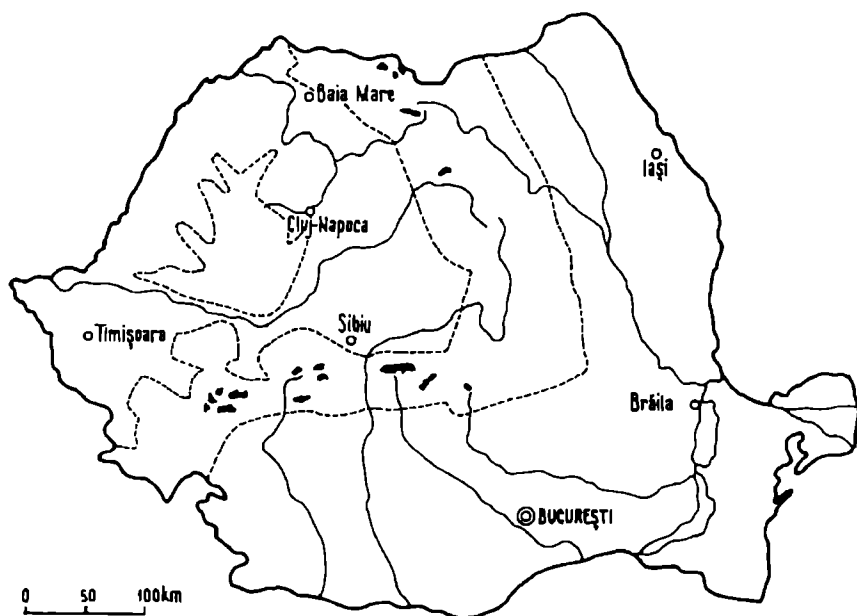 Baia Mare
Iaşi
Cluj-Napoca
Sibiu
Timişoara
Brăila
BUCUREŞTI
0 50 100km